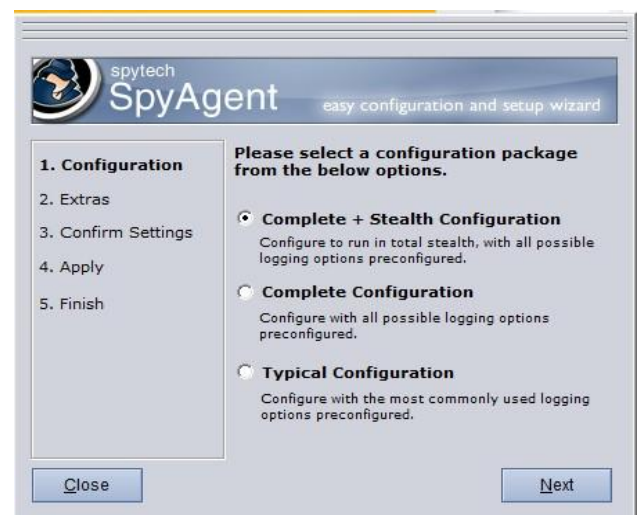 spytech
SpyAgent
easy configuration and setup wizard
1. Configuration
2. Extras
3. Confirm Settings
4. Apply
5. Finish
Please select a configuration package
from the below options.
Complete + Stealth Configuration
Configure to run in total stealth, with all possible
logging options preconfigured.
Complete Configuration
Configure with all possible logging options
preconfigured.
Typical Configuration
Configure with the most commonly used logging
options preconfigured.
Close
Next